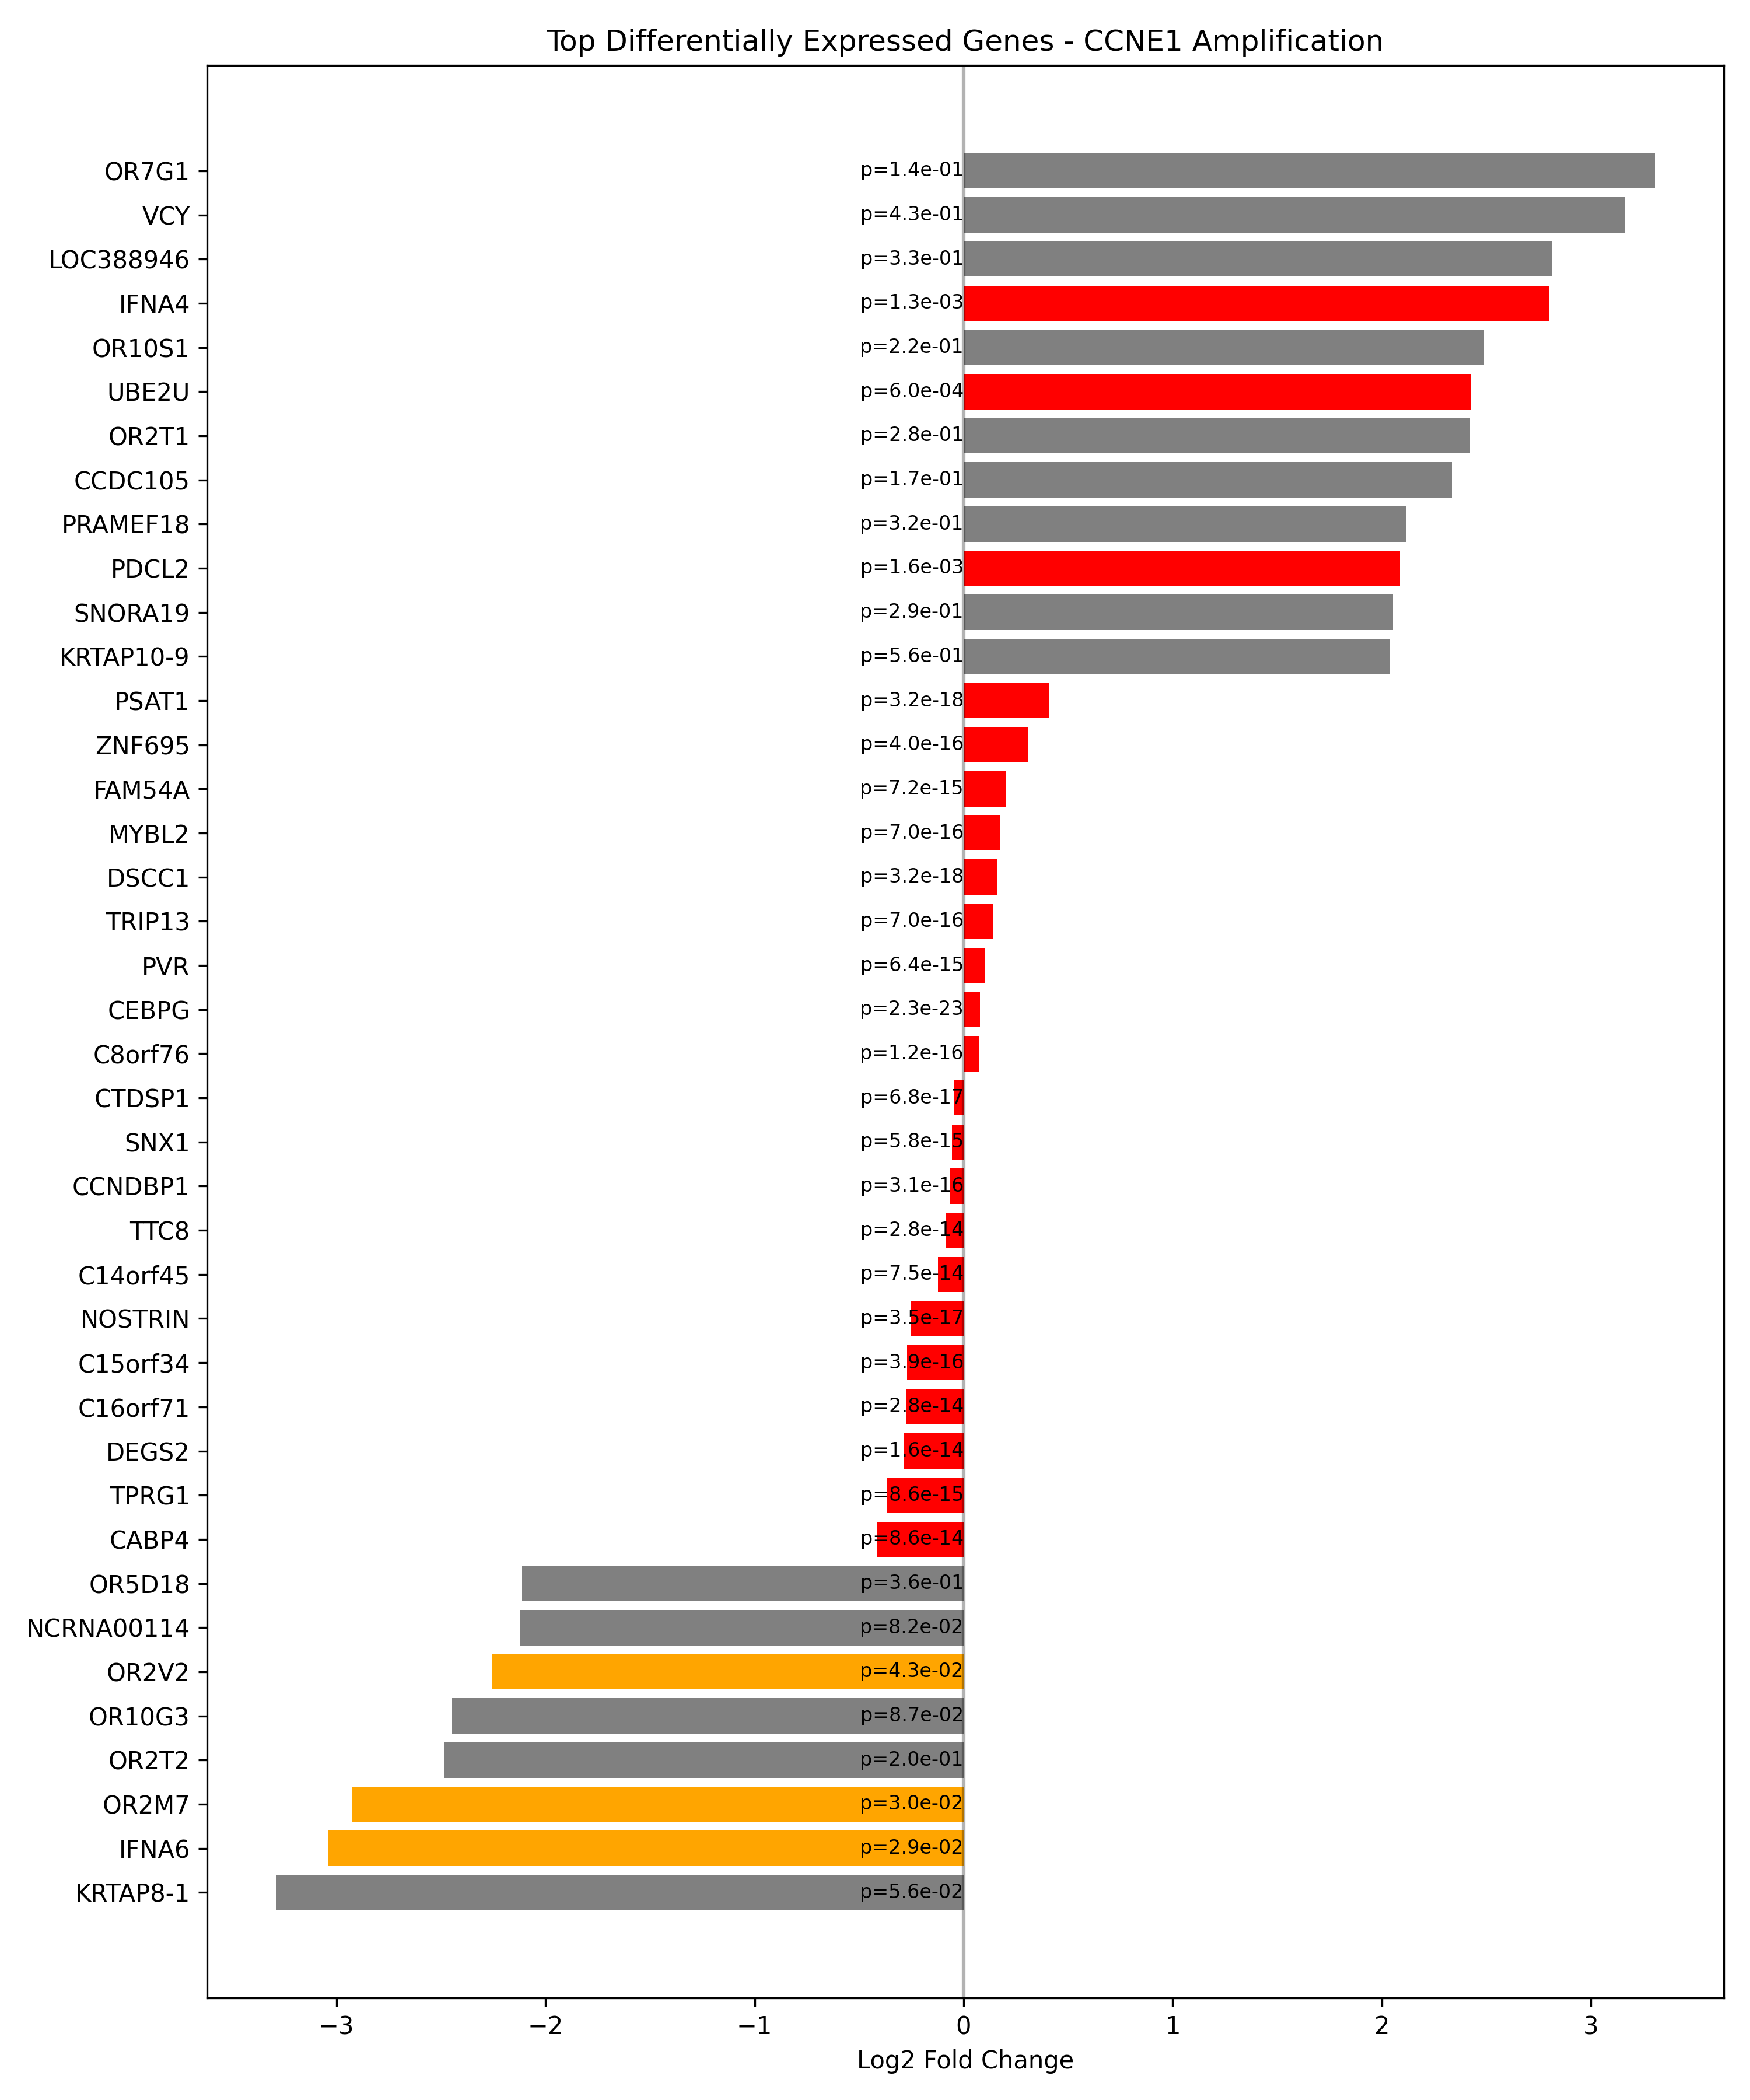 Top Differentially Expressed Genes - CCNE1 Amplification
OR7G1 p=1.4e-01
VCY p=4.3e-01
LOC388946 p=3.3e-01
IFNA4 p=1.3e-03
OR10S1 p=2.2e-01
UBE2U p=6.0e-04
OR2T1 p=2.8e-01
CCDC105 p=1.7e-01
PRAMEF18 p=3.2e-01
PDCL2 p=1.6e-03
SNORA19 p=2.9e-01
KRTAP10-9 p=5.6e-01
PSAT1 p=3.2e-18
ZNF695 p=4.0e-16
FAM54A p=7.2e-15
MYBL2 p=7.0e-16
DSCC1 p=3.2e-18
TRIP13 p=7.0e-16
PVR p=6.4e-15
CEBPG p=2.3e-23
C8orf76 p=1.2e-16
CTDSP1 p=6.8e-17
SNX1 p=5.8e-15
CCNDBP1 p=3.1e-16
TTC8 p=2.8e-14
C14orf45 p=7.5e-14
NOSTRIN p=3.5e-17
C15orf34 p=3.9e-16
C16orf71 p=2.8e-14
DEGS2 p=1.6e-14
TPRG1 p=8.6e-15
CABP4 p=8.6e-14
OR5D18 p=3.6e-01
NCRNA00114 p=8.2e-02
OR2V2 p=4.3e-02
OR10G3 p=8.7e-02
OR2T2 p=2.0e-01
OR2M7 p=3.0e-02
IFNA6 p=2.9e-02
KRTAP8-1 p=5.6e-02
−3 −2 −1 0 1 2 3
Log2 Fold Change